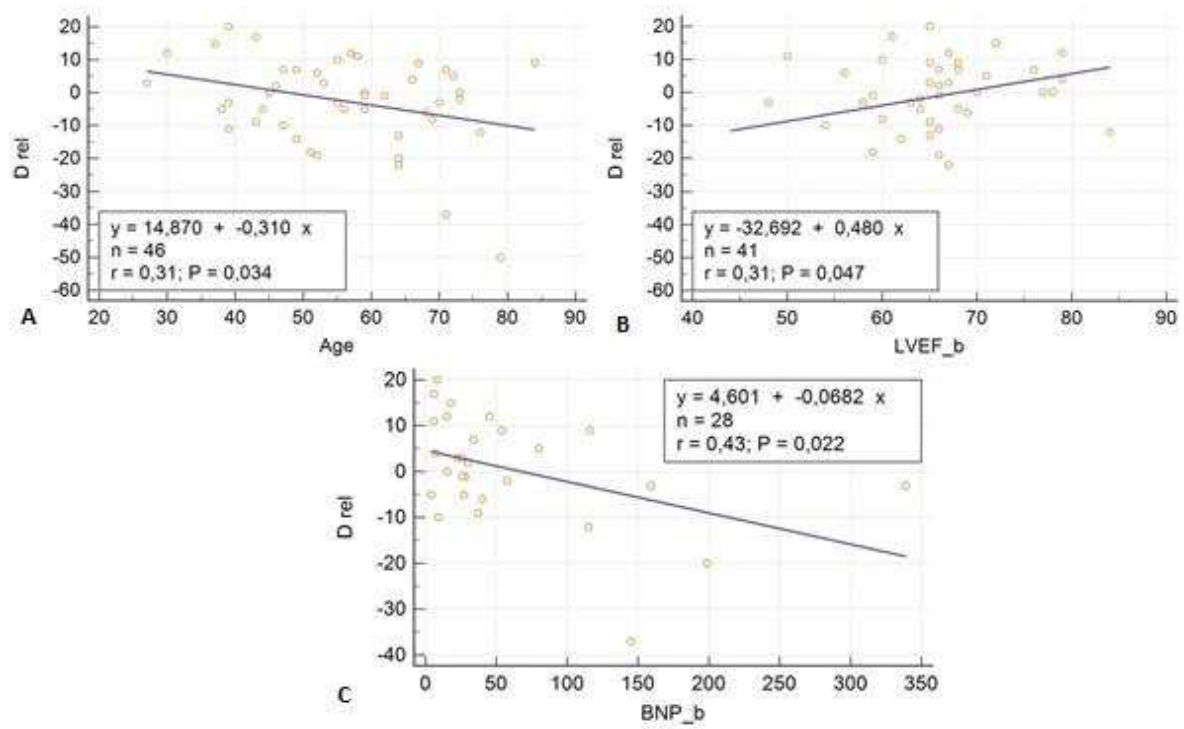 20
10
0
-10
-20
-30
-40
-50
-60
D rel
y = 14,870 + -0,310 x
n = 46
r = 0,31; P = 0,034
A
20 30 40 50 60 70 80 90
Age
20
10
0
-10
-20
-30
-40
-50
-60
D rel
y = -32,692 + 0,480 x
n = 41
r = 0,31; P = 0,047
B
40 50 60 70 80 90
LVEF_b
20
10
0
-10
-20
-30
-40
D rel
y = 4,601 + -0,0682 x
n = 28
r = 0,43; P = 0,022
C
0 50 100 150 200 250 300 350
BNP_b